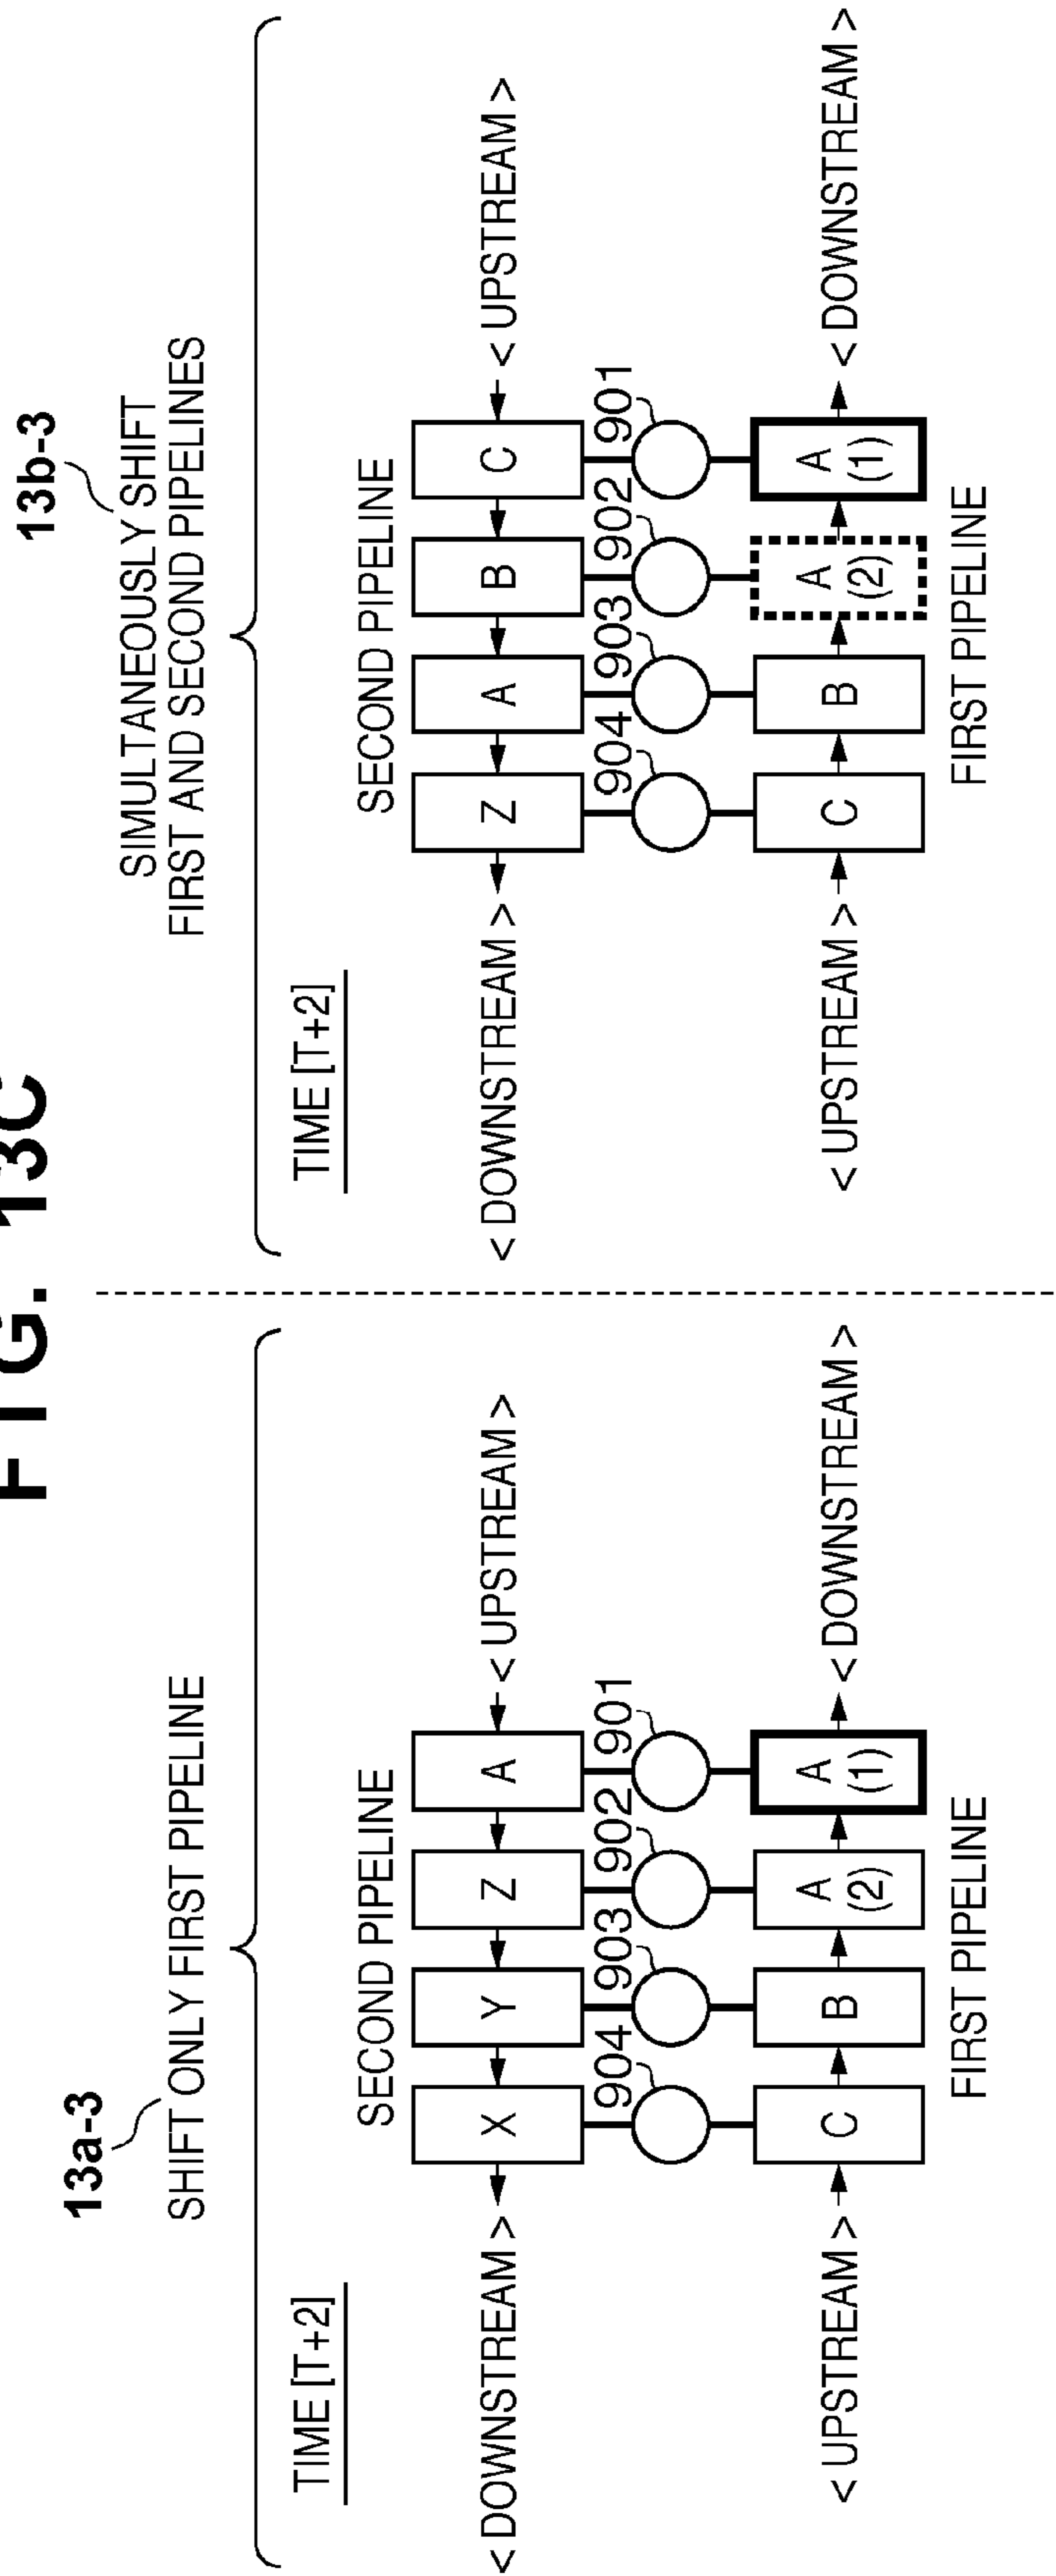 FIG. 13C
13a-3
SHIFT ONLY FIRST PIPELINE
TIME [T+2]
SECOND PIPELINE
< DOWNSTREAM >
X
Y
Z
A
< UPSTREAM >
904
903
902
901
< UPSTREAM >
C
B
A
(2)
A
(1)
< DOWNSTREAM >
FIRST PIPELINE
13b-3
SIMULTANEOUSLY SHIFT
FIRST AND SECOND PIPELINES
TIME [T+2]
SECOND PIPELINE
< DOWNSTREAM >
Z
A
B
C
< UPSTREAM >
904
903
902
901
< UPSTREAM >
C
B
A
(2)
A
(1)
< DOWNSTREAM >
FIRST PIPELINE